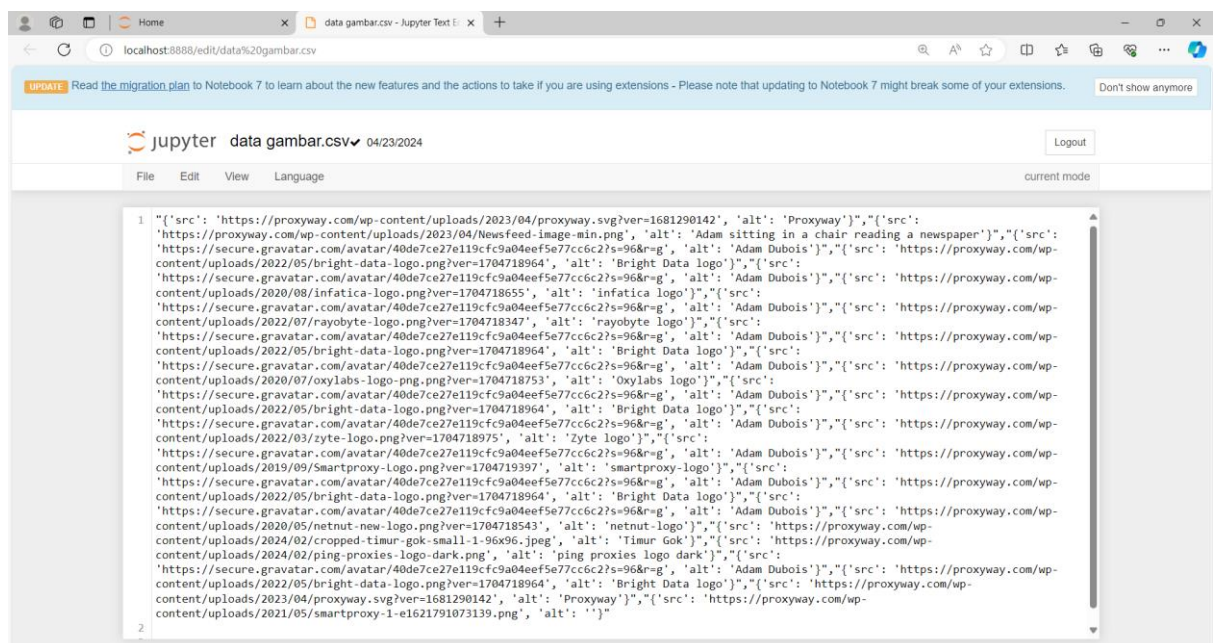 Home
data gambar.csv - Jupyter Text E
localhost:8888/edit/data%20gambar.csv
UPDATE Read the migration plan to Notebook 7 to learn about the new features and the actions to take if you are using extensions - Please note that updating to Notebook 7 might break some of your extensions. Don't show anymore
jupyter data gambar.csv✔ 04/23/2024 Logout
File Edit View Language current mode
1 "{'src': 'https://proxyway.com/wp-content/uploads/2023/04/proxyway.svg?ver=1681290142', 'alt': 'Proxyway'}","{'src':
'https://proxyway.com/wp-content/uploads/2023/04/Newsfeed-image-min.png', 'alt': 'Adam sitting in a chair reading a newspaper'}","{'src':
'https://secure.gravatar.com/avatar/40de7ce27e119cfc9a04eef5e77cc6c2?s=96&r=g', 'alt': 'Adam Dubois'}","{'src': 'https://proxyway.com/wp-
content/uploads/2022/05/bright-data-logo.png?ver=1704718964', 'alt': 'Bright Data logo'}","{'src':
'https://secure.gravatar.com/avatar/40de7ce27e119cfc9a04eef5e77cc6c2?s=96&r=g', 'alt': 'Adam Dubois'}","{'src': 'https://proxyway.com/wp-
content/uploads/2020/08/infatica-logo.png?ver=1704718655', 'alt': 'infatica logo'}","{'src':
'https://secure.gravatar.com/avatar/40de7ce27e119cfc9a04eef5e77cc6c2?s=96&r=g', 'alt': 'Adam Dubois'}","{'src': 'https://proxyway.com/wp-
content/uploads/2022/07/rayobyte-logo.png?ver=1704718347', 'alt': 'rayobyte logo'}","{'src':
'https://secure.gravatar.com/avatar/40de7ce27e119cfc9a04eef5e77cc6c2?s=96&r=g', 'alt': 'Adam Dubois'}","{'src': 'https://proxyway.com/wp-
content/uploads/2022/05/bright-data-logo.png?ver=1704718964', 'alt': 'Bright Data logo'}","{'src':
'https://secure.gravatar.com/avatar/40de7ce27e119cfc9a04eef5e77cc6c2?s=96&r=g', 'alt': 'Adam Dubois'}","{'src': 'https://proxyway.com/wp-
content/uploads/2020/07/oxylabs-logo-png.png?ver=1704718753', 'alt': 'Oxylabs logo'}","{'src':
'https://secure.gravatar.com/avatar/40de7ce27e119cfc9a04eef5e77cc6c2?s=96&r=g', 'alt': 'Adam Dubois'}","{'src': 'https://proxyway.com/wp-
content/uploads/2022/05/bright-data-logo.png?ver=1704718964', 'alt': 'Bright Data logo'}","{'src':
'https://secure.gravatar.com/avatar/40de7ce27e119cfc9a04eef5e77cc6c2?s=96&r=g', 'alt': 'Adam Dubois'}","{'src': 'https://proxyway.com/wp-
content/uploads/2022/03/zyte-logo.png?ver=1704718975', 'alt': 'Zyte logo'}","{'src':
'https://secure.gravatar.com/avatar/40de7ce27e119cfc9a04eef5e77cc6c2?s=96&r=g', 'alt': 'Adam Dubois'}","{'src': 'https://proxyway.com/wp-
content/uploads/2019/09/Smartproxy-Logo.png?ver=1704719397', 'alt': 'smartproxy-logo'}","{'src':
'https://secure.gravatar.com/avatar/40de7ce27e119cfc9a04eef5e77cc6c2?s=96&r=g', 'alt': 'Adam Dubois'}","{'src': 'https://proxyway.com/wp-
content/uploads/2022/05/bright-data-logo.png?ver=1704718964', 'alt': 'Bright Data logo'}","{'src':
'https://secure.gravatar.com/avatar/40de7ce27e119cfc9a04eef5e77cc6c2?s=96&r=g', 'alt': 'Adam Dubois'}","{'src': 'https://proxyway.com/wp-
content/uploads/2020/05/netnut-new-logo.png?ver=1704718543', 'alt': 'netnut-logo'}","{'src': 'https://proxyway.com/wp-
content/uploads/2024/02/cropped-timur-gok-small-1-96x96.jpeg', 'alt': 'Timur Gok'}","{'src': 'https://proxyway.com/wp-
content/uploads/2024/02/ping-proxies-logo-dark.png', 'alt': 'ping proxies logo dark'}","{'src':
'https://secure.gravatar.com/avatar/40de7ce27e119cfc9a04eef5e77cc6c2?s=96&r=g', 'alt': 'Adam Dubois'}","{'src': 'https://proxyway.com/wp-
content/uploads/2022/05/bright-data-logo.png?ver=1704718964', 'alt': 'Bright Data logo'}","{'src': 'https://proxyway.com/wp-
content/uploads/2023/04/proxyway.svg?ver=1681290142', 'alt': 'Proxyway'}","{'src': 'https://proxyway.com/wp-
content/uploads/2021/05/smartproxy-1-e1621791073139.png', 'alt': ''}"
2